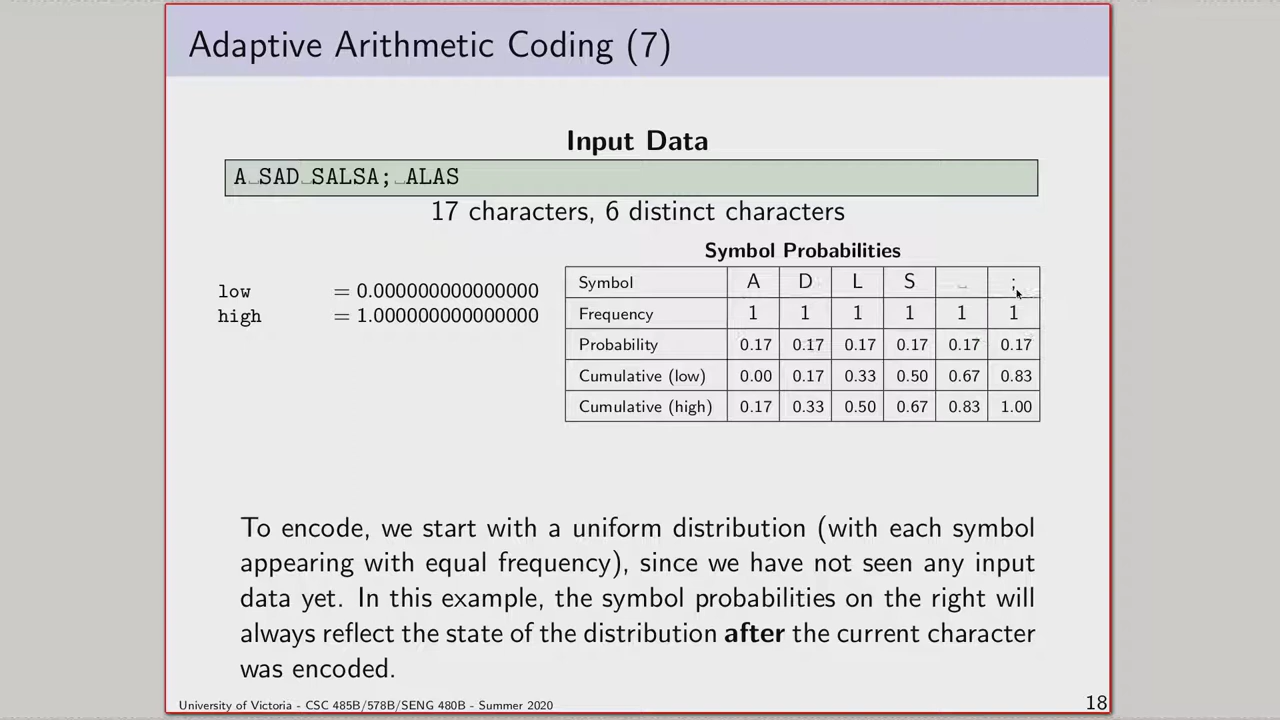 Adaptive Arithmetic Coding (7)
Input Data
A␣SAD␣SALSA;␣ALAS
17 characters, 6 distinct characters
Symbol Probabilities
low = 0.000000000000000
high = 1.000000000000000
Symbol A D L S ␣ ;
Frequency 1 1 1 1 1 1
Probability 0.17 0.17 0.17 0.17 0.17 0.17
Cumulative (low) 0.00 0.17 0.33 0.50 0.67 0.83
Cumulative (high) 0.17 0.33 0.50 0.67 0.83 1.00
To encode, we start with a uniform distribution (with each symbol
appearing with equal frequency), since we have not seen any input
data yet. In this example, the symbol probabilities on the right will
always reflect the state of the distribution after the current character
was encoded.
University of Victoria - CSC 485B/578B/SENG 480B - Summer 2020
18